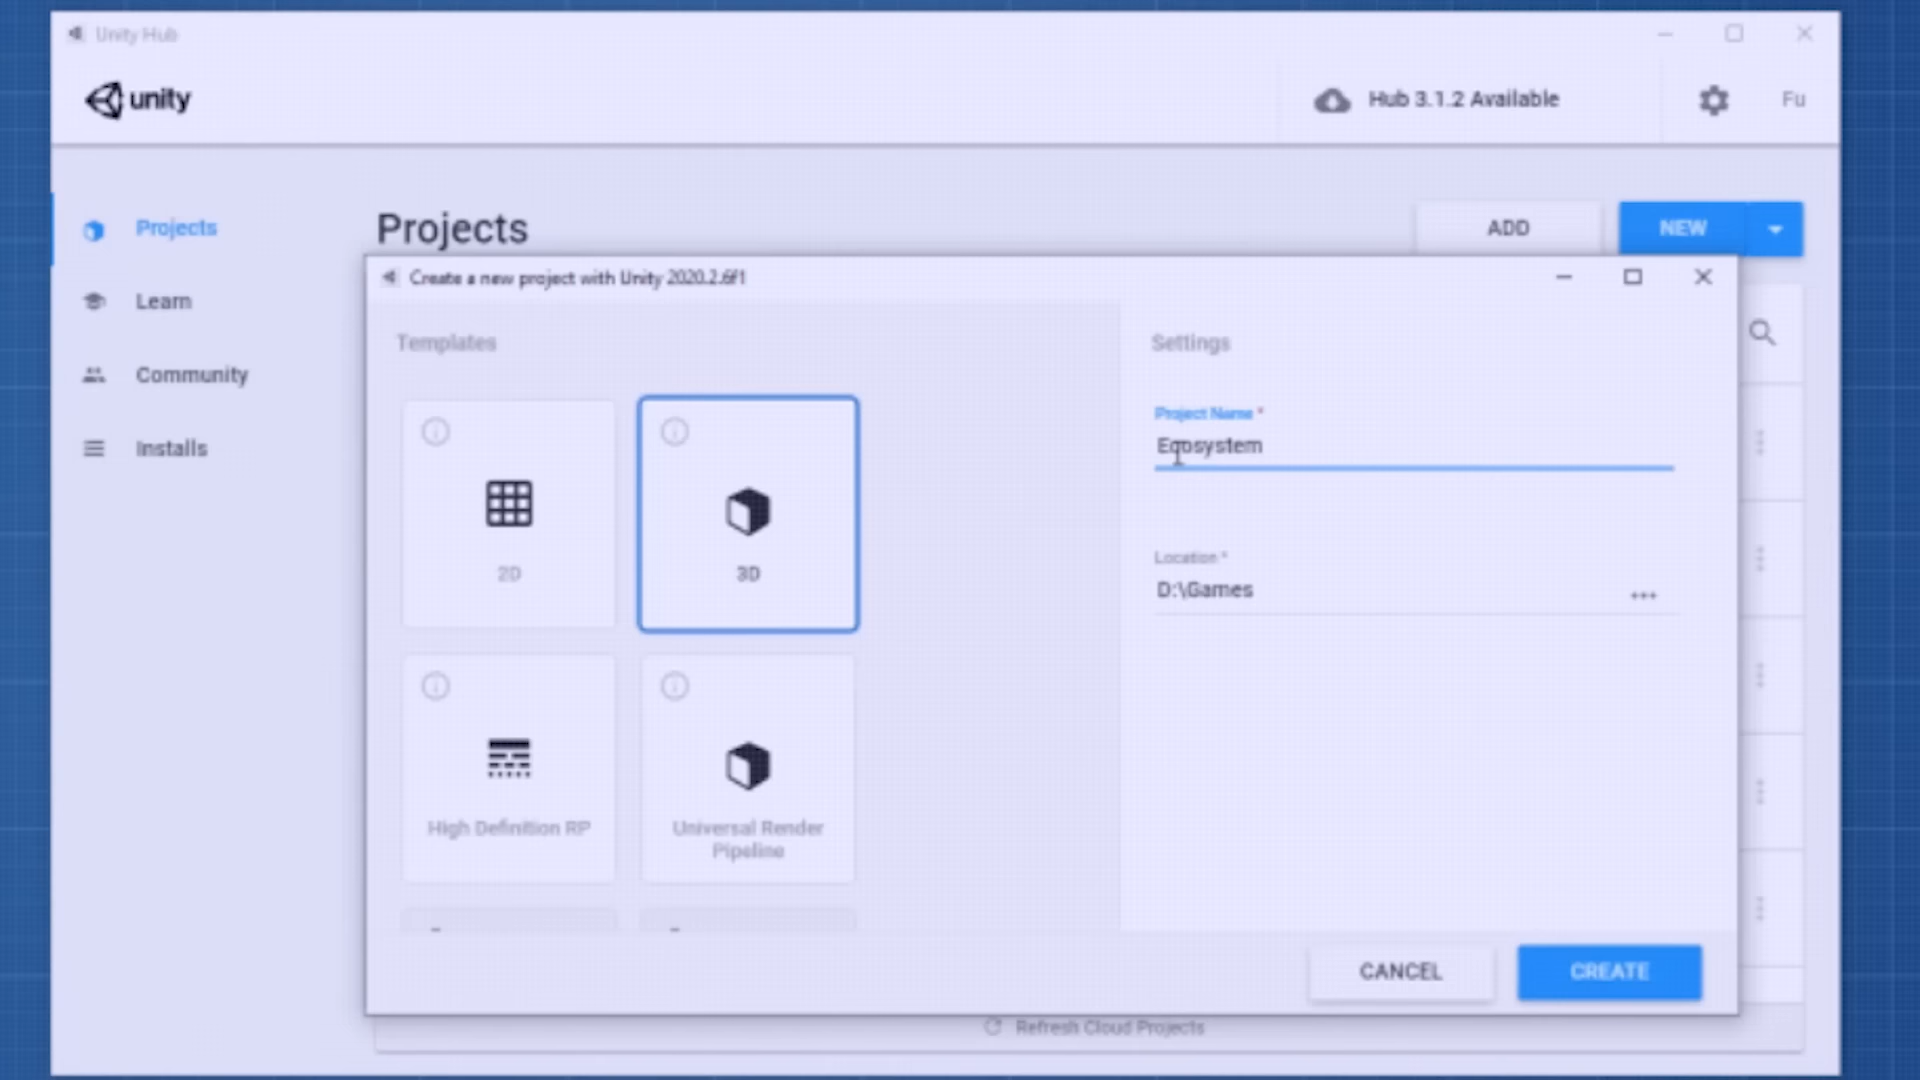 Unity Hub
unity
Hub 3.1.2 Available
Fu
Projects
Learn
Community
Installs
Projects
ADD
NEW
Create a new project with Unity 2020.2.6f1
Templates
2D
3D
High Definition RP
Universal Render
Pipeline
Settings
Project Name *
Ecosystem
Location *
D:\Games
CANCEL
CREATE
Refresh Cloud Projects